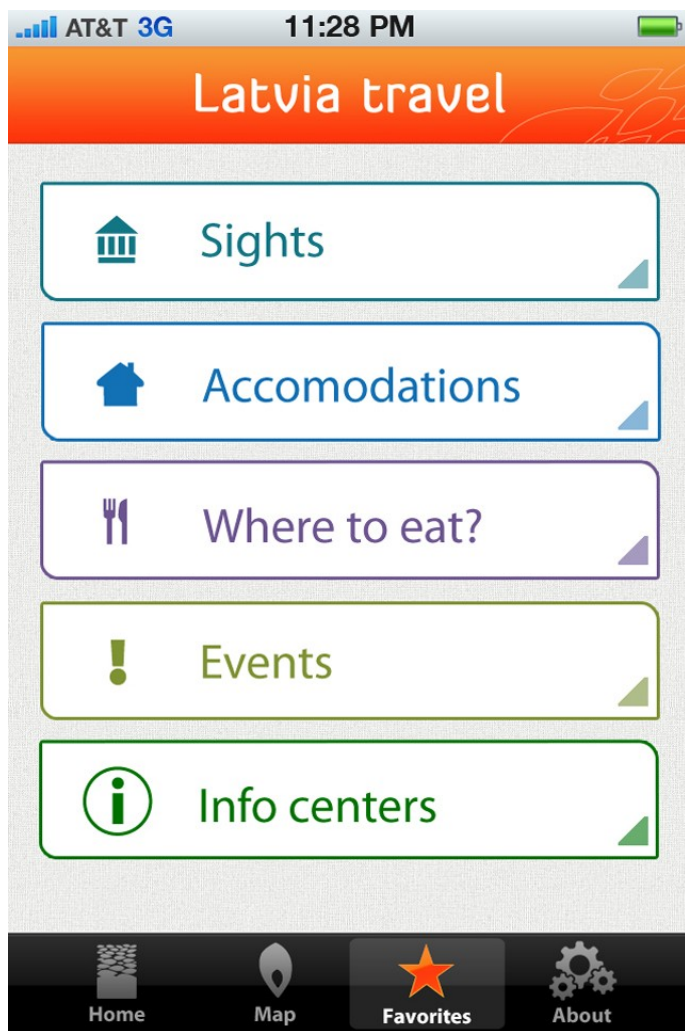 AT&T 3G 11:28 PM
Latvia travel
Sights
Accomodations
Where to eat?
Events
Info centers
Home Map Favorites About